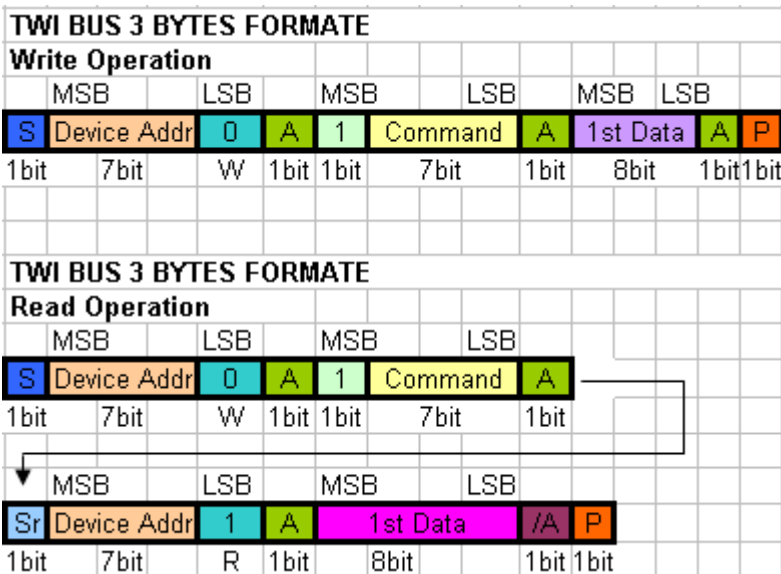 TWI BUS 3 BYTES FORMATE
Write Operation
MSB LSB MSB LSB MSB LSB
S Device Addr 0 A 1 Command A 1st Data A P
1bit 7bit W 1bit 1bit 7bit 1bit 8bit 1bit 1bit
TWI BUS 3 BYTES FORMATE
Read Operation
MSB LSB MSB LSB
S Device Addr 0 A 1 Command A
1bit 7bit W 1bit 1bit 7bit 1bit
MSB LSB MSB LSB
Sr Device Addr 1 A 1st Data /A P
1bit 7bit R 1bit 8bit 1bit 1bit